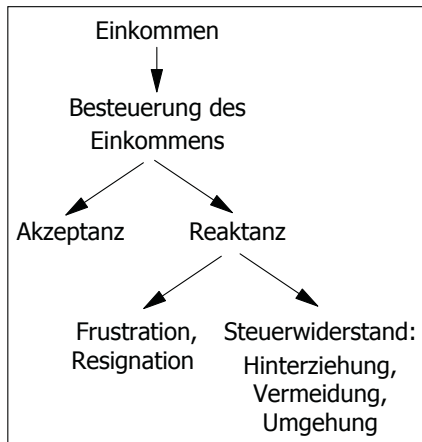 Einkommen
Besteuerung des
Einkommens
Akzeptanz
Reaktanz
Frustration,
Resignation
Steuerwiderstand:
Hinterziehung,
Vermeidung,
Umgehung